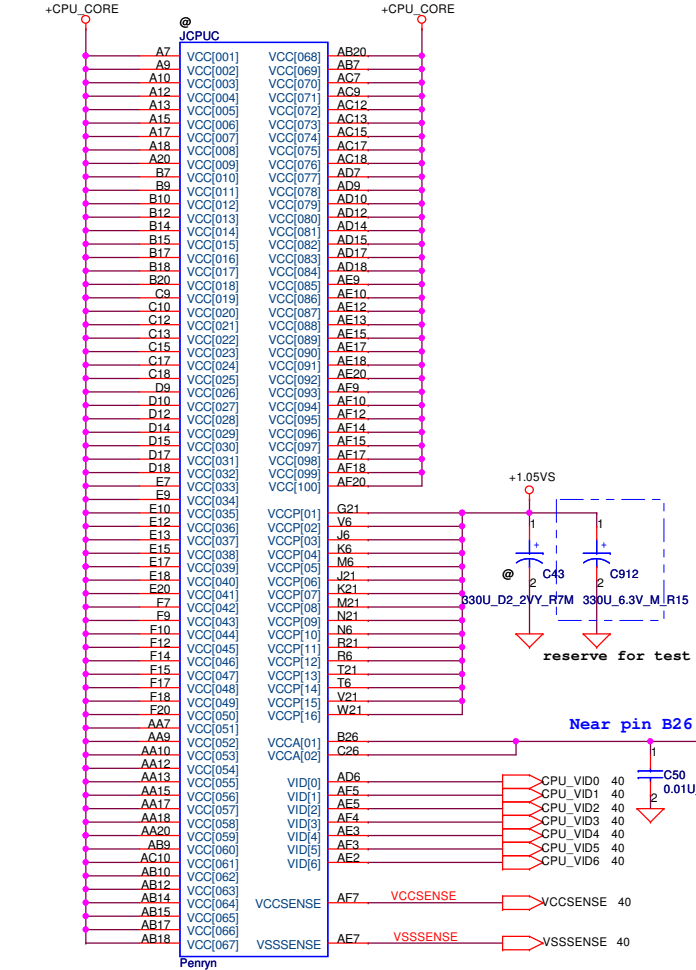 +CPU_CORE +CPU_CORE
@
JCPUC
A7 VCC[001] VCC[068] AB20
A9 VCC[002] VCC[069] AB7
A10 VCC[003] VCC[070] AC7
A12 VCC[004] VCC[071] AC9
A13 VCC[005] VCC[072] AC12
A15 VCC[006] VCC[073] AC13
A17 VCC[007] VCC[074] AC15
A18 VCC[008] VCC[075] AC17
A20 VCC[009] VCC[076] AC18
B7 VCC[010] VCC[077] AD7
B9 VCC[011] VCC[078] AD9
B10 VCC[012] VCC[079] AD10
B12 VCC[013] VCC[080] AD12
B14 VCC[014] VCC[081] AD14
B15 VCC[015] VCC[082] AD15
B17 VCC[016] VCC[083] AD17
B18 VCC[017] VCC[084] AD18
B20 VCC[018] VCC[085] AE9
C9 VCC[019] VCC[086] AE10
C10 VCC[020] VCC[087] AE12
C12 VCC[021] VCC[088] AE13
C13 VCC[022] VCC[089] AE15
C15 VCC[023] VCC[090] AE17
C17 VCC[024] VCC[091] AE18
C18 VCC[025] VCC[092] AE20
D9 VCC[026] VCC[093] AF9
D10 VCC[027] VCC[094] AF10
D12 VCC[028] VCC[095] AF12
D14 VCC[029] VCC[096] AF14
D15 VCC[030] VCC[097] AF15
D17 VCC[031] VCC[098] AF17
D18 VCC[032] VCC[099] AF18
E7 VCC[033] VCC[100] AF20
E9 VCC[034]
E10 VCC[035] VCCP[01] G21
E12 VCC[036] VCCP[02] V6
E13 VCC[037] VCCP[03] J6
E15 VCC[038] VCCP[04] K6
E17 VCC[039] VCCP[05] M6
E18 VCC[040] VCCP[06] J21
E20 VCC[041] VCCP[07] K21
F7 VCC[042] VCCP[08] M21
F9 VCC[043] VCCP[09] N21
F10 VCC[044] VCCP[10] N6
F12 VCC[045] VCCP[11] R21
F14 VCC[046] VCCP[12] R6
F15 VCC[047] VCCP[13] T21
F17 VCC[048] VCCP[14] T6
F18 VCC[049] VCCP[15] V21
F20 VCC[050] VCCP[16] W21
AA7 VCC[051]
AA9 VCC[052] VCCA[01] B26
AA10 VCC[053] VCCA[02] C26
AA12 VCC[054]
AA13 VCC[055] VID[0] AD6 CPU_VID0 40
AA15 VCC[056] VID[1] AF5 CPU_VID1 40
AA17 VCC[057] VID[2] AE5 CPU_VID2 40
AA18 VCC[058] VID[3] AF4 CPU_VID3 40
AA20 VCC[059] VID[4] AE3 CPU_VID4 40
AB9 VCC[060] VID[5] AF3 CPU_VID5 40
AC10 VCC[061] VID[6] AE2 CPU_VID6 40
AB10 VCC[062]
AB12 VCC[063]
AB14 VCC[064] VCCSENSE AF7 VCCSENSE VCCSENSE 40
AB15 VCC[065]
AB17 VCC[066]
AB18 VCC[067] VSSSENSE AE7 VSSSENSE VSSSENSE 40
Penryn
+1.05VS
1 1
+ +
@ C43 C912
2 2
330U_D2_2VY_R7M 330U_6.3V_M_R15
reserve for test
Near pin B26
1
C50
0.01U_
2